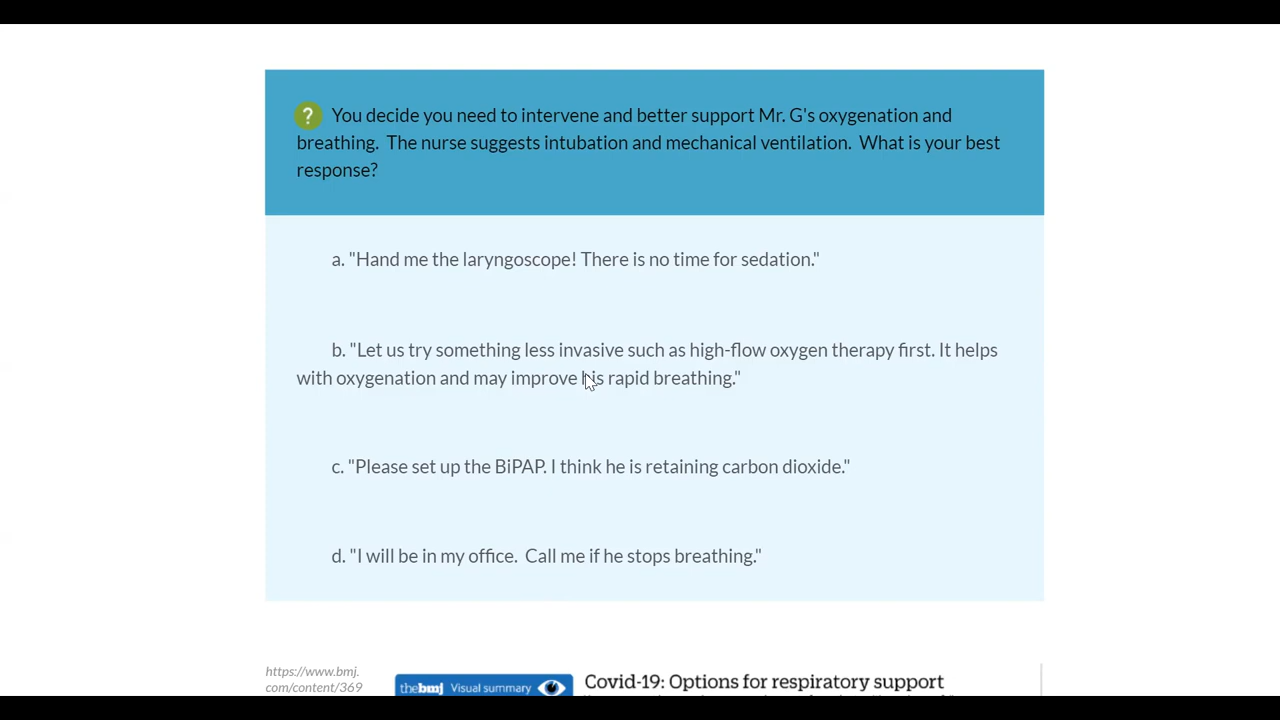 ? You decide you need to intervene and better support Mr. G's oxygenation and
breathing. The nurse suggests intubation and mechanical ventilation. What is your best
response?
a. "Hand me the laryngoscope! There is no time for sedation."
b. "Let us try something less invasive such as high-flow oxygen therapy first. It helps
with oxygenation and may improve his rapid breathing."
c. "Please set up the BiPAP. I think he is retaining carbon dioxide."
d. "I will be in my office. Call me if he stops breathing."
https://www.bmj.
com/content/369
thebmj Visual summary
Covid-19: Options for respiratory support